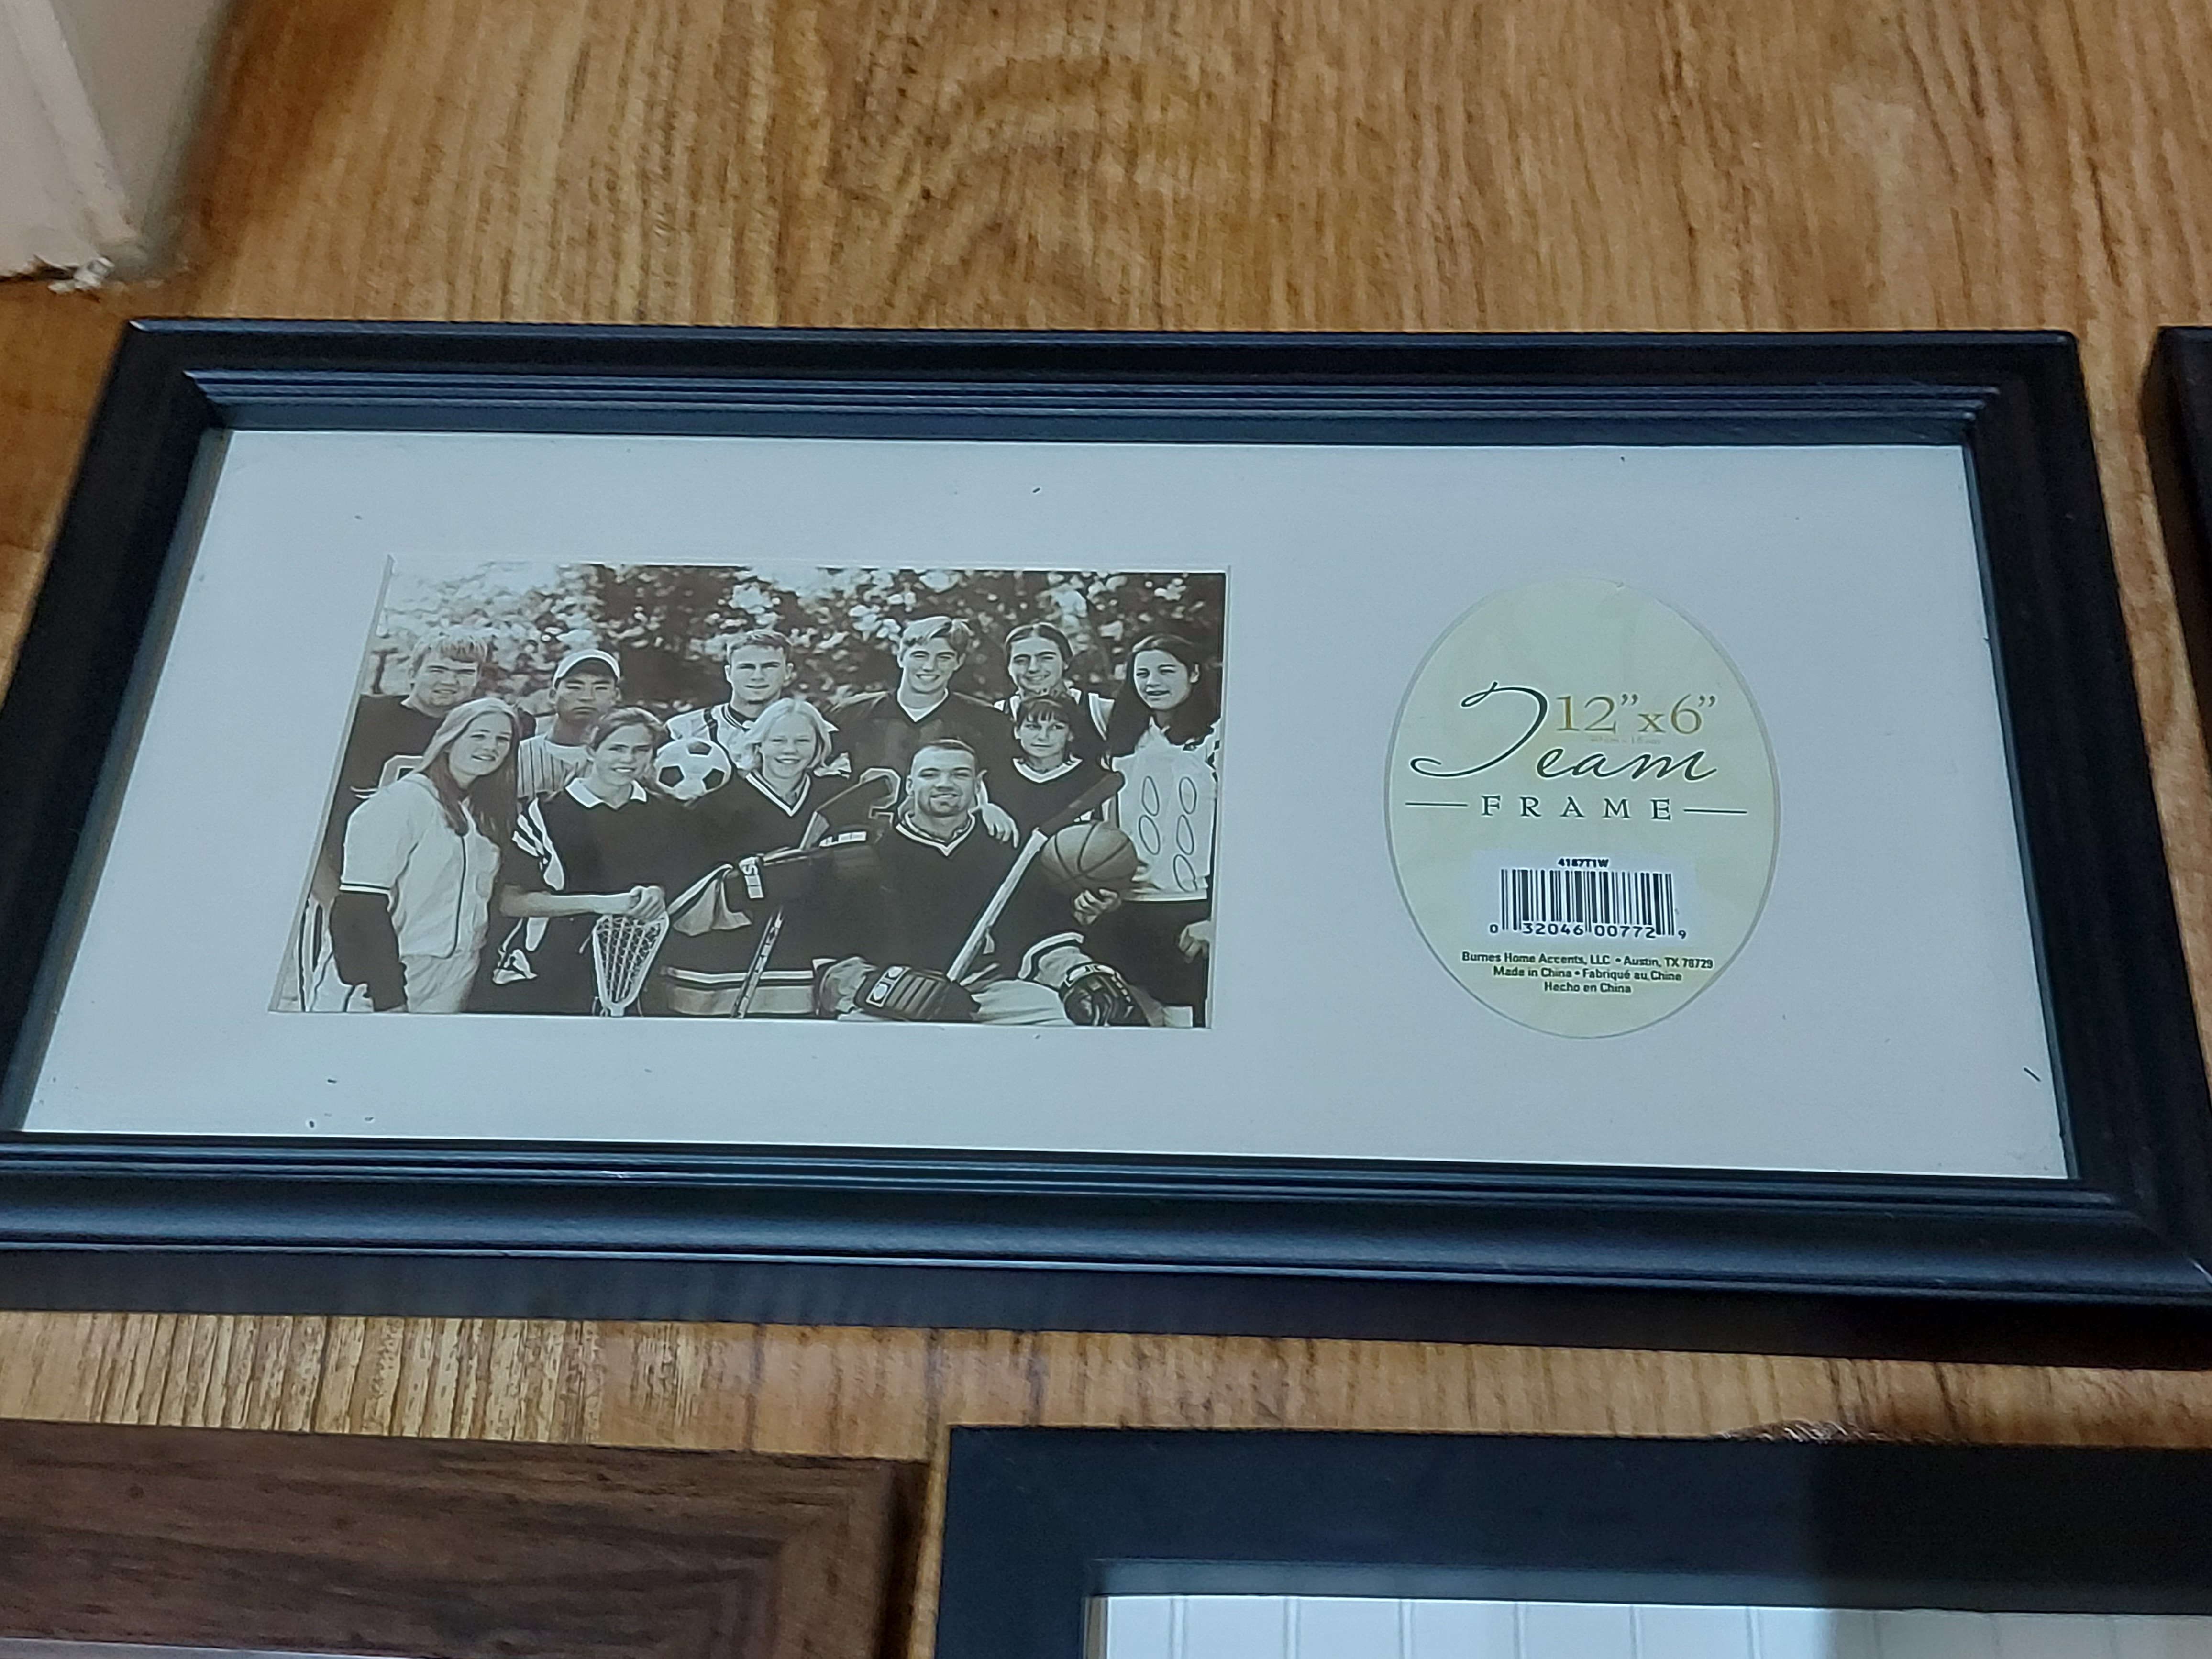 12”x6”
Team
FRAME
4187T1W
0 32046 00772 9
Burnes Home Accents, LLC • Austin, TX 78729
Made in China • Fabriqué au Chine
Hecho en China